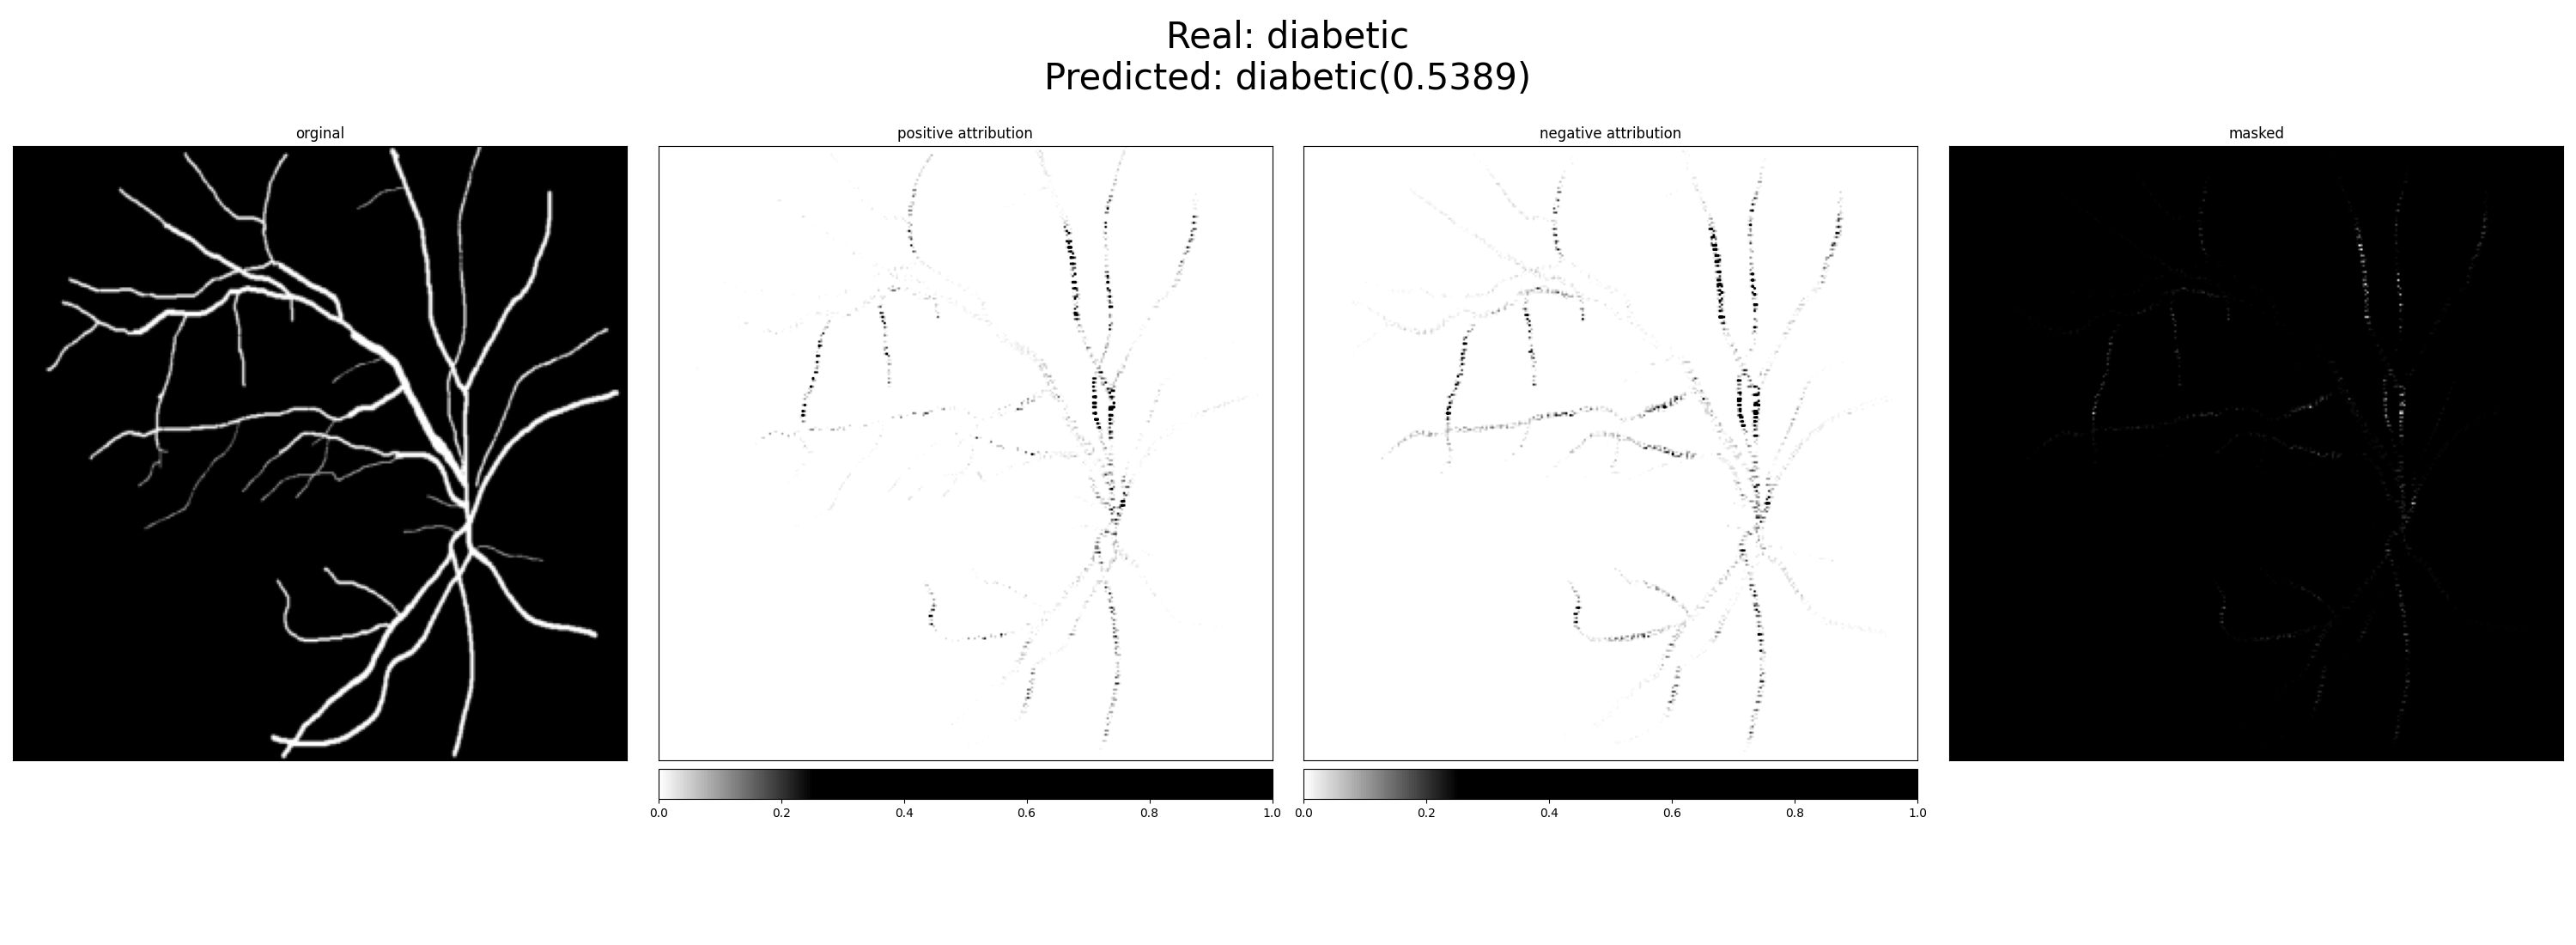 Real: diabetic
Predicted: diabetic(0.5389)
orginal
positive attribution
negative attribution
masked
0.0 0.2 0.4 0.6 0.8 1.0
0.0 0.2 0.4 0.6 0.8 1.0